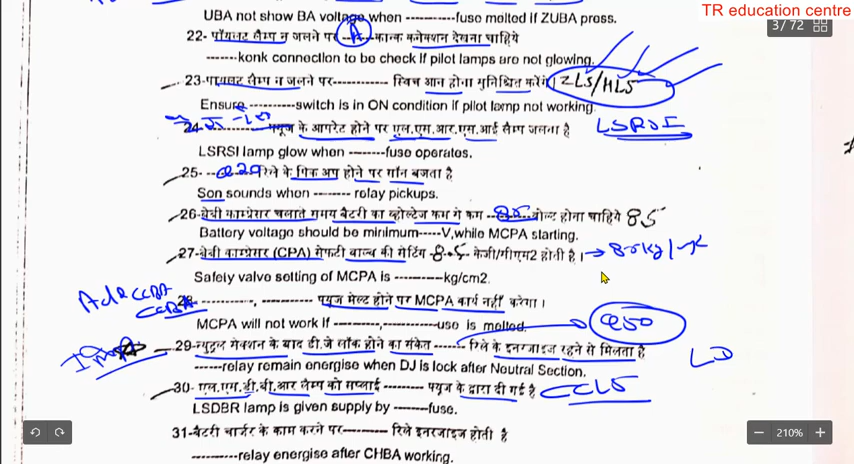 TR education centre
3 / 72
UBA not show BA voltage when -----------fuse molted if ZUBA press.
22- पॉयलट लैम्प न जलने पर --A-- कान्क कनेक्शन देखना चाहिये
-------konk connection to be check if pilot lamps are not glowing.
23-पायलट लैम्प न जलने पर----------- स्विच आन होना सुनिश्चित करेंगे। ZLS/HLS
Ensure ----------switch is in ON condition if pilot lamp not working.
24- ---------- फ्यूज के आपरेट होने पर एल.एस.आर.एस.आई लैम्प जलता है LSRSI
LSRSI lamp glow when --------fuse operates.
25- --Q20 रिले के पिक अप होने पर गॉन बजता है
Son sounds when -------- relay pickups.
26-बेबी काम्प्रेसर चलाते समय बैटरी का व्होल्टेज कम से कम --85-- वोल्ट होना चाहिये 85
Battery voltage should be minimum-----V,while MCPA starting.
27-बेबी काम्प्रेसर (CPA) सेफटी वाल्व की सेटिंग -8.5- केजी/सीएम2 होती है।
Safety valve setting of MCPA is ----------kg/cm2.
28- ----------, ----------- फ्यूज मेल्ट होने पर MCPA कार्य नहीं करेगा।
CCBA
MCPA will not work if ---------,----------use is molted.
Q50
29-न्युट्रल सेक्शन के बाद डी.जे लॉक होने का संकेत ------ रिले के इनरजाइज रहने से मिलता है
-------relay remain energise when DJ is lock after Neutral Section.
30- एल.एस.डी.बी.आर लैम्प को सप्लाई -------- फ्यूज के द्वारा दी गई है CCLS
LSDBR lamp is given supply by -------fuse.
31-बैटरी चार्जर के काम करने पर--------- रिले इनरजाइज होती है
---------relay energise after CHBA working.
210%